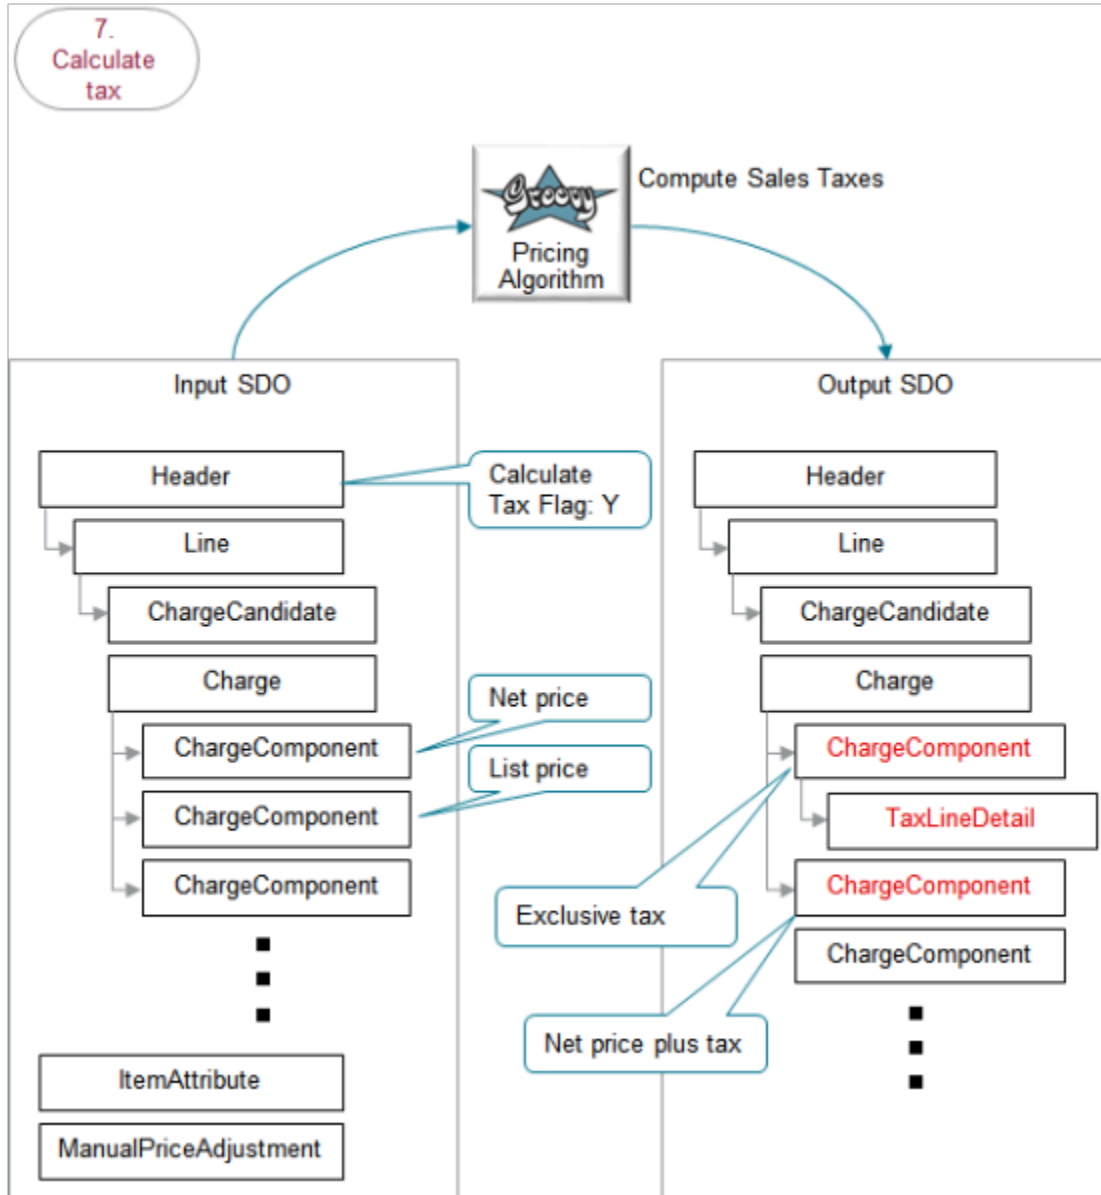 7.
Calculate
tax
Groovy
Pricing
Algorithm
Compute Sales Taxes
Input SDO
Header
Calculate
Tax Flag: Y
Line
ChargeCandidate
Charge
Net price
ChargeComponent
List price
ChargeComponent
ChargeComponent
ItemAttribute
ManualPriceAdjustment
Output SDO
Header
Line
ChargeCandidate
Charge
ChargeComponent
TaxLineDetail
ChargeComponent
Exclusive tax
ChargeComponent
Net price plus tax